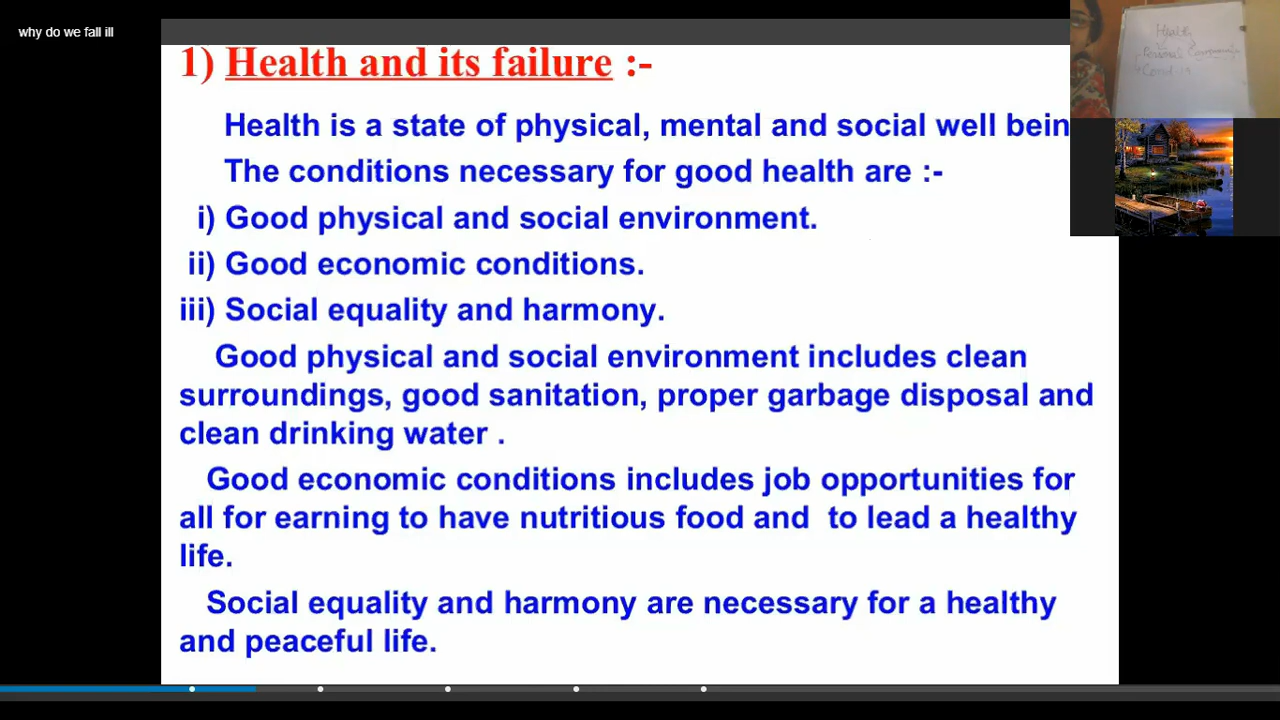 why do we fall ill
1) Health and its failure :-
Health is a state of physical, mental and social well bein
The conditions necessary for good health are :-
i) Good physical and social environment.
ii) Good economic conditions.
iii) Social equality and harmony.
Good physical and social environment includes clean
surroundings, good sanitation, proper garbage disposal and
clean drinking water .
Good economic conditions includes job opportunities for
all for earning to have nutritious food and to lead a healthy
life.
Social equality and harmony are necessary for a healthy
and peaceful life.
Health
Personal Community